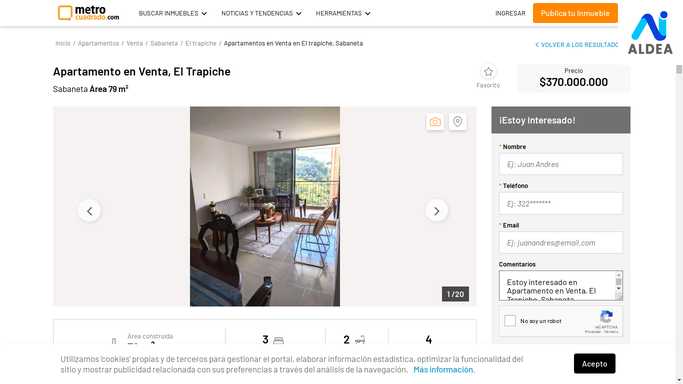 metro
cuadrado.com
BUSCAR INMUEBLES
NOTICIAS Y TENDENCIAS
HERRAMIENTAS
INGRESAR
Publica tu Inmueble
AI
ALDEA
Inicio / Apartamentos / Venta / Sabaneta / El trapiche / Apartamentos en Venta en El trapiche, Sabaneta
VOLVER A LOS RESULTADO
Apartamento en Venta, El Trapiche
Sabaneta Área 79 m²
Favorito
Precio
$370.000.000
¡Estoy Interesado!
* Nombre
Ej: Juan Andres
* Teléfono
Ej: 322*******
* Email
Ej: juanandres@email.com
Comentarios
Estoy interesado en
Apartamento en Venta, El
Trapiche, Sabaneta
1 / 20
No soy un robot
reCAPTCHA
Privacidad - Términos
Área construida
3
2
4
Utilizamos 'cookies' propias y de terceros para gestionar el portal, elaborar información estadística, optimizar la funcionalidad del
sitio y mostrar publicidad relacionada con sus preferencias a través del análisis de la navegación. Más información.
Acepto